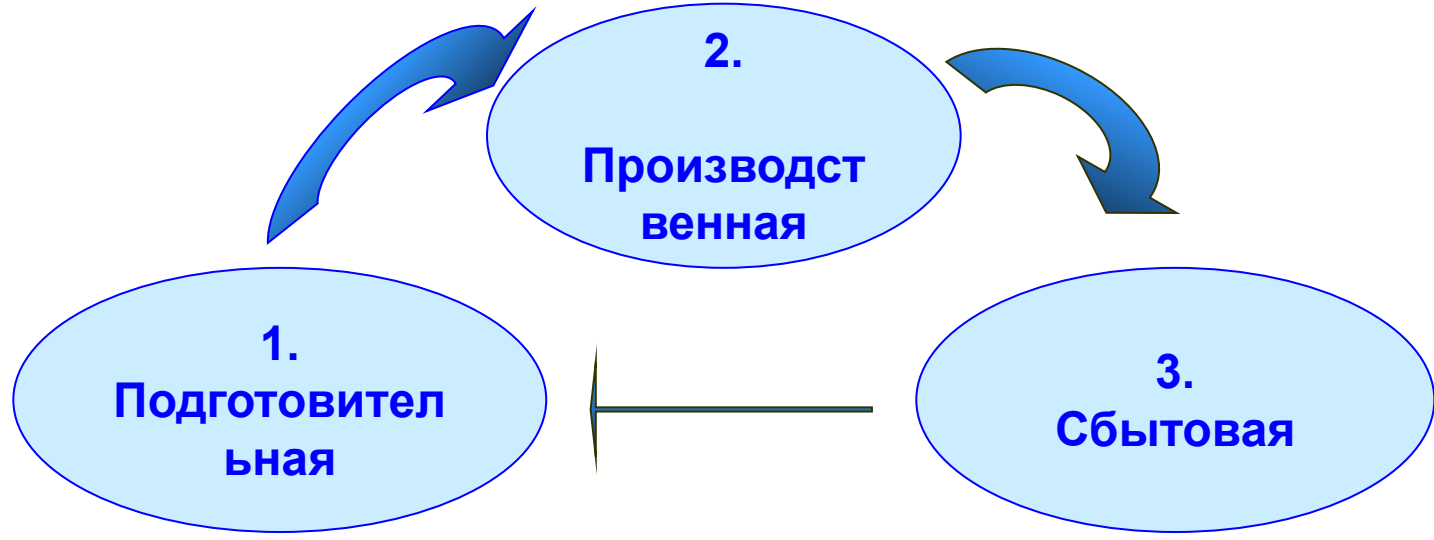 2.
Производст
венная
1.
Подготовител
ьная
3.
Сбытовая